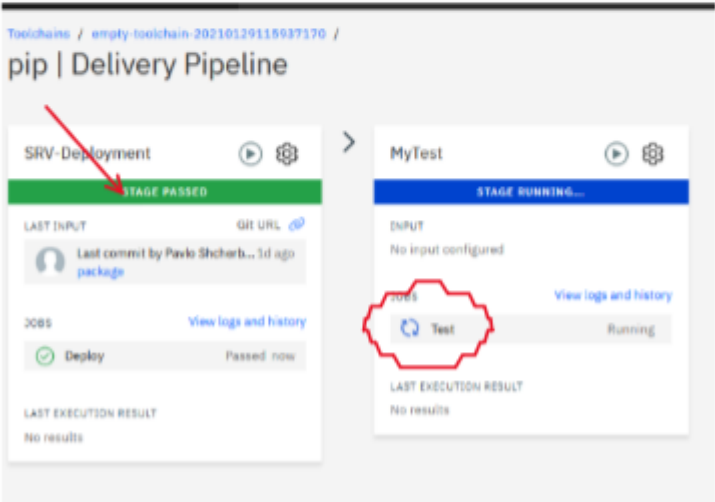 Toolchains / empty-toolchain-20210129115937170 /
pip | Delivery Pipeline
SRV-Deployment
STAGE PASSED
LAST INPUT
Git URL
Last commit by Pavlo Shcherb... 1d ago
package
JOBS
View logs and history
Deploy
Passed now
LAST EXECUTION RESULT
No results
MyTest
STAGE RUNNING...
INPUT
No input configured
JOBS
View logs and history
Test
Running
LAST EXECUTION RESULT
No results